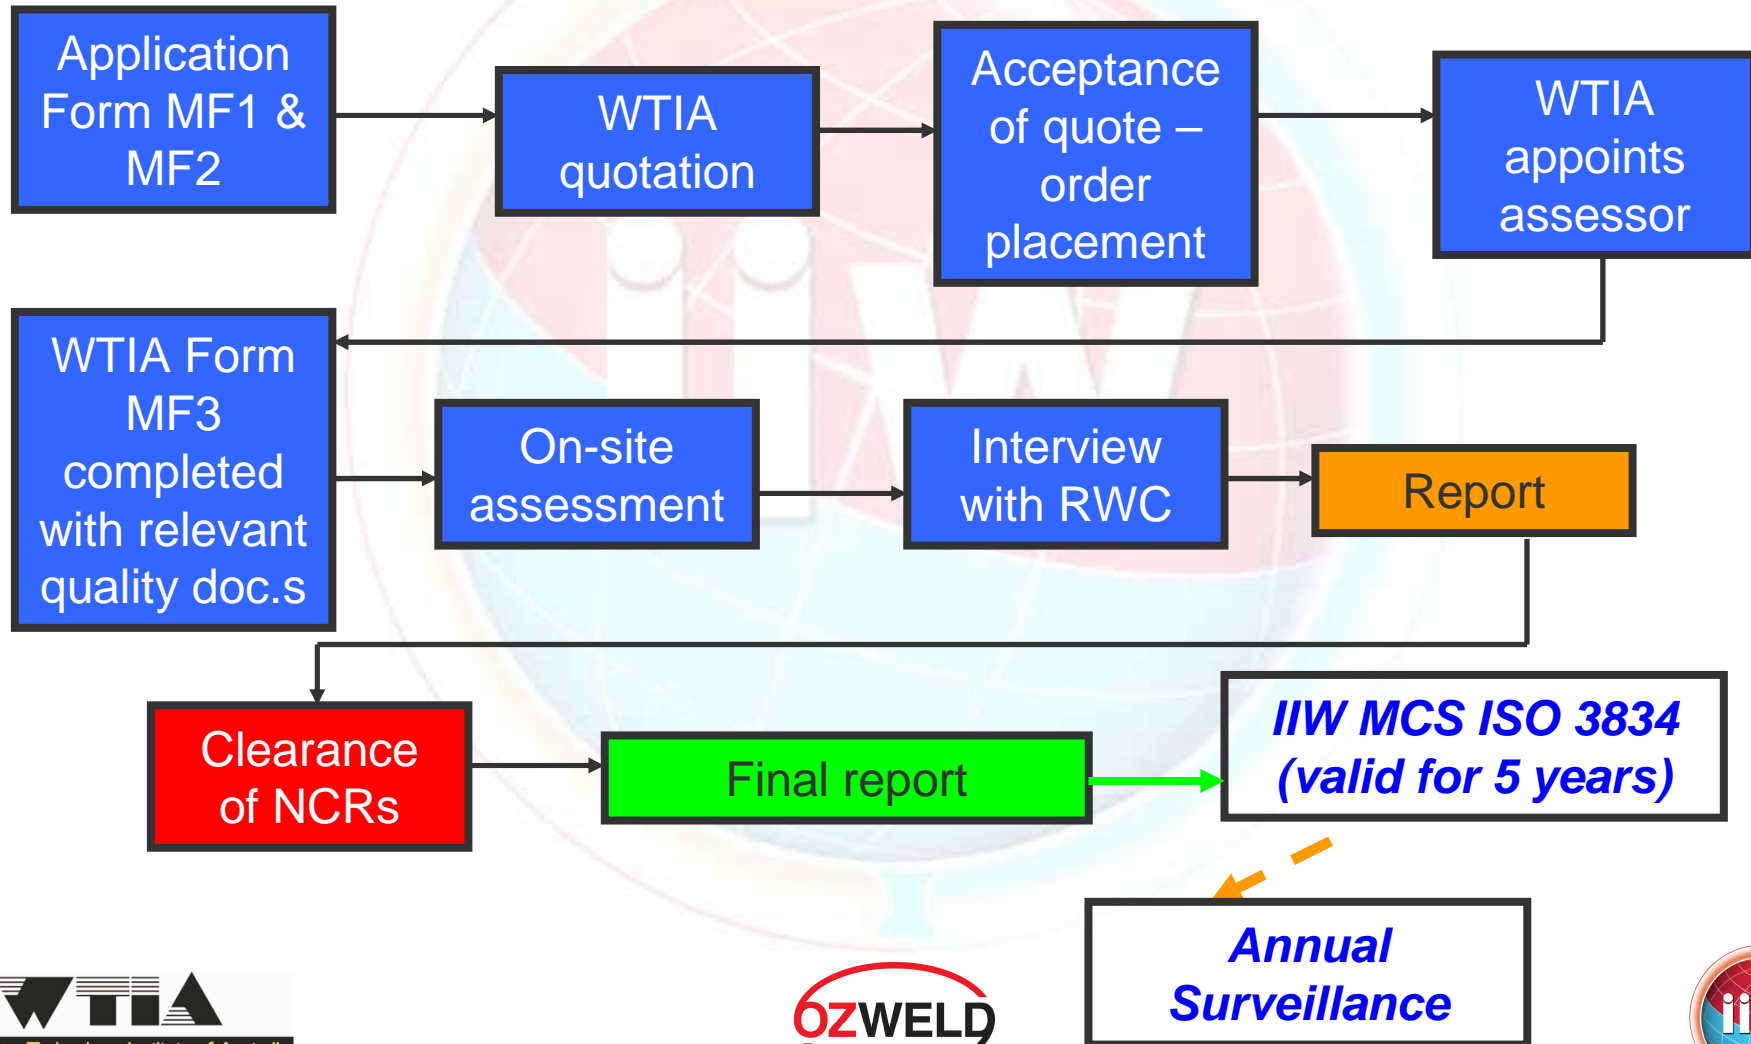 Application
Form MF1 &
MF2
WTIA
quotation
Acceptance
of quote –
order
placement
WTIA
appoints
assessor
WTIA Form
MF3
completed
with relevant
quality doc.s
On-site
assessment
Interview
with RWC
Report
Clearance
of NCRs
Final report
IIW MCS ISO 3834
(valid for 5 years)
Annual
Surveillance
iiW
WTIA
OZWELD